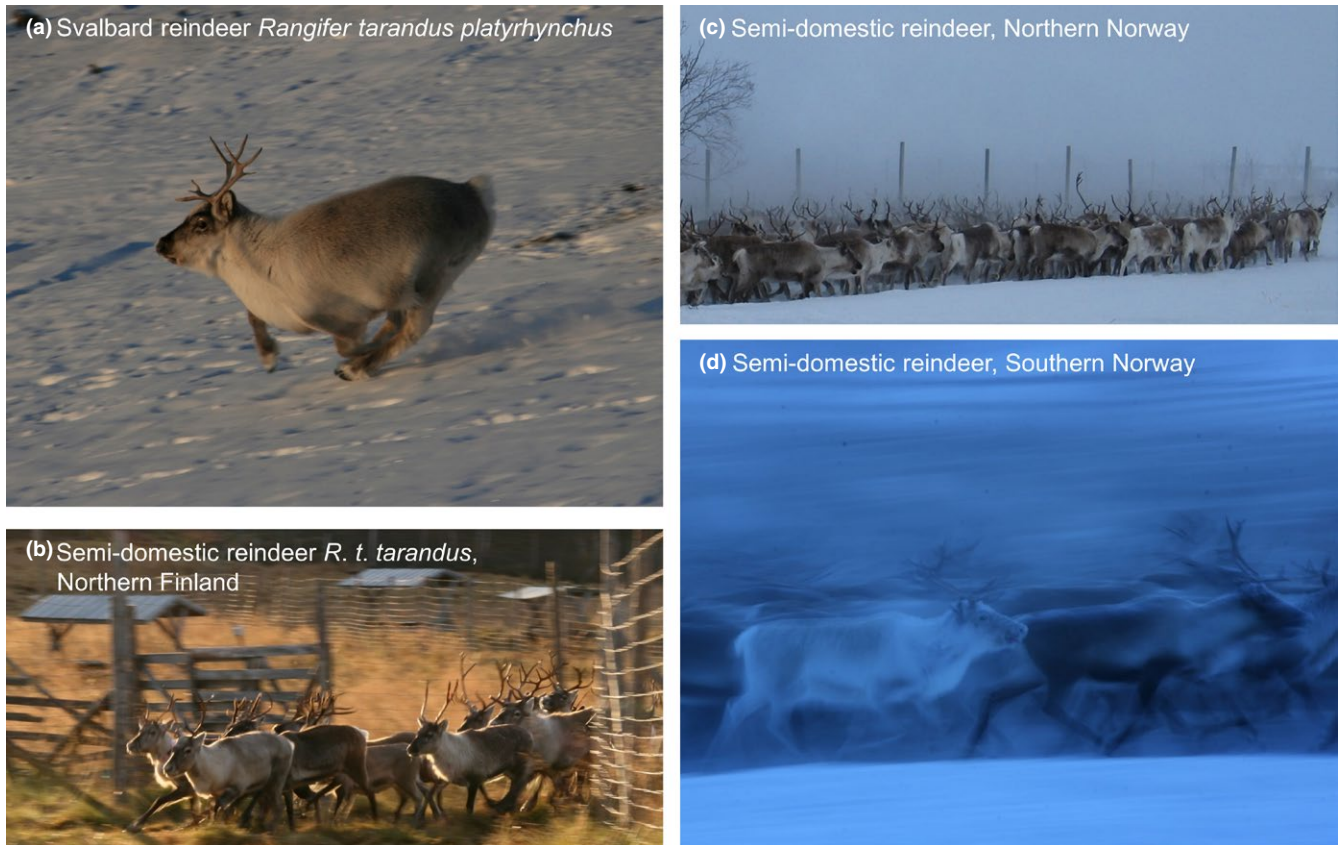 (a) Svalbard reindeer Rangifer tarandus platyrhynchus
(b) Semi-domestic reindeer R. t. tarandus,
Northern Finland
(c) Semi-domestic reindeer, Northern Norway
(d) Semi-domestic reindeer, Southern Norway